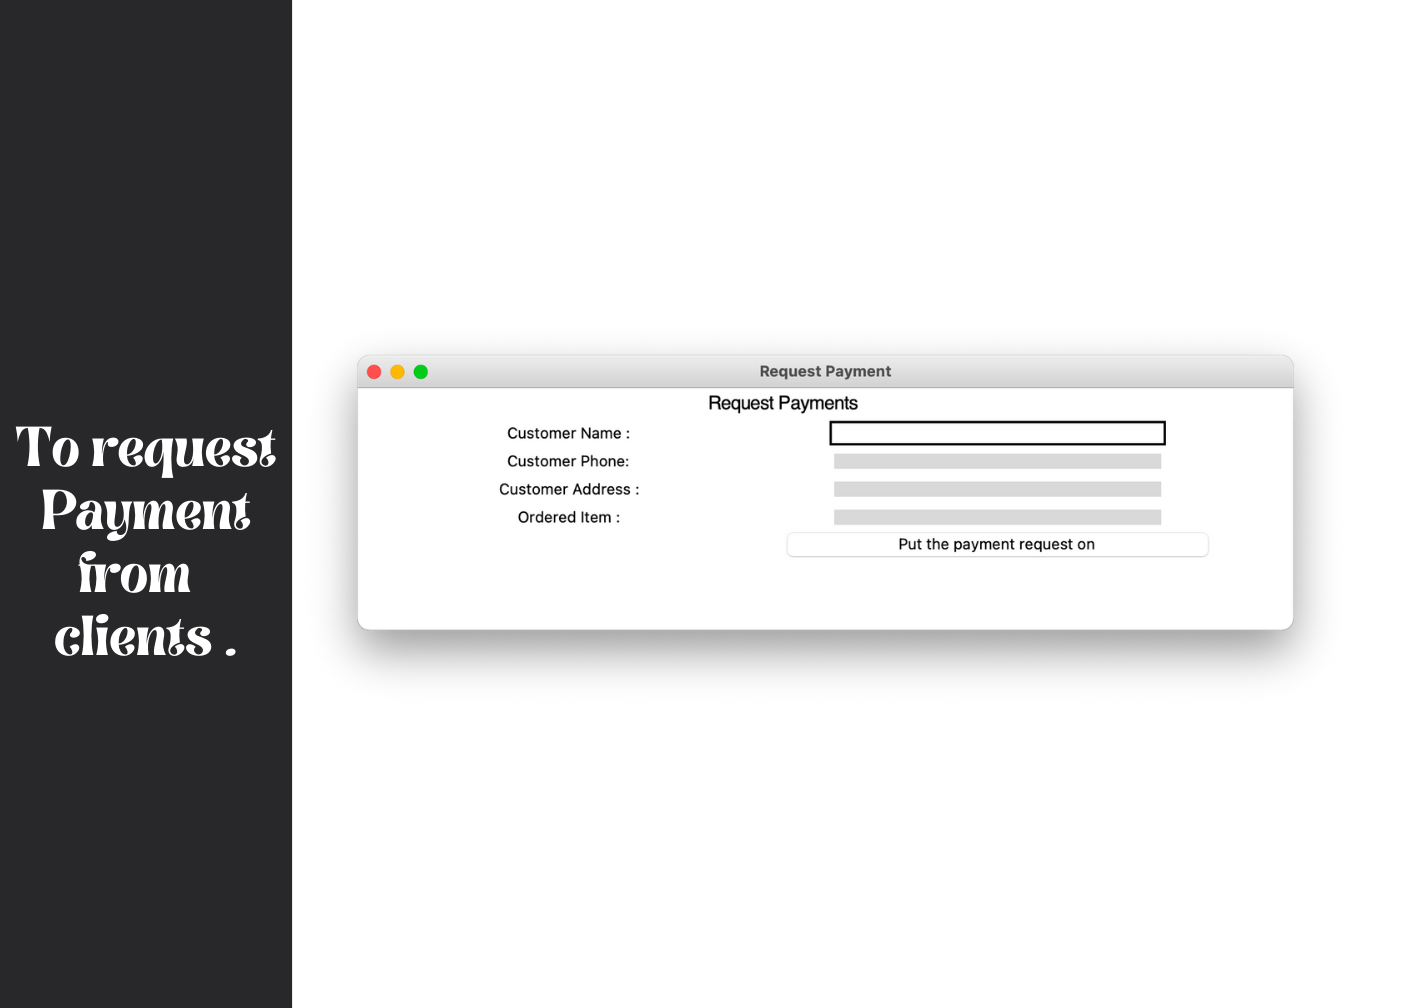 To request
Payment
from
clients .
Request Payment
Request Payments
Customer Name :
Customer Phone:
Customer Address :
Ordered Item :
Put the payment request on